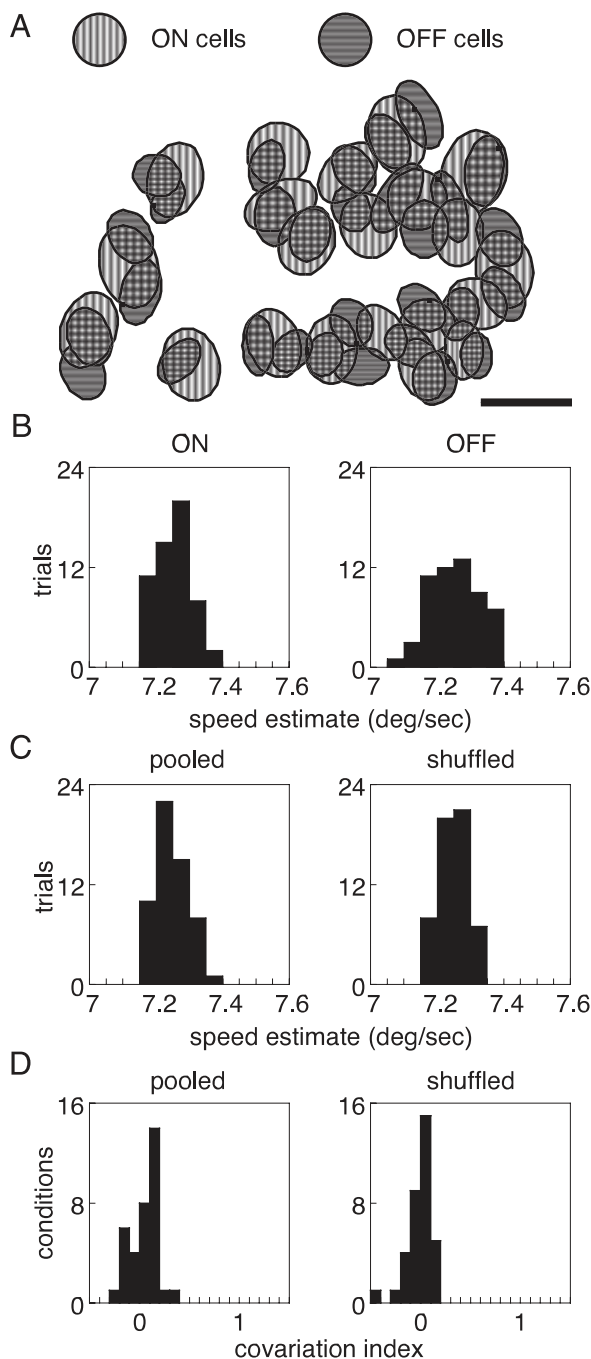 A ON cells OFF cells
B ON OFF
24 24
trials 12 12
0 0
7 7.2 7.4 7.6 7 7.2 7.4 7.6
speed estimate (deg/sec)
C pooled shuffled
24 24
trials 12 12
0 0
7 7.2 7.4 7.6 7 7.2 7.4 7.6
speed estimate (deg/sec)
D pooled shuffled
16 16
conditions 8 8
0 0
0 1 0 1
covariation index